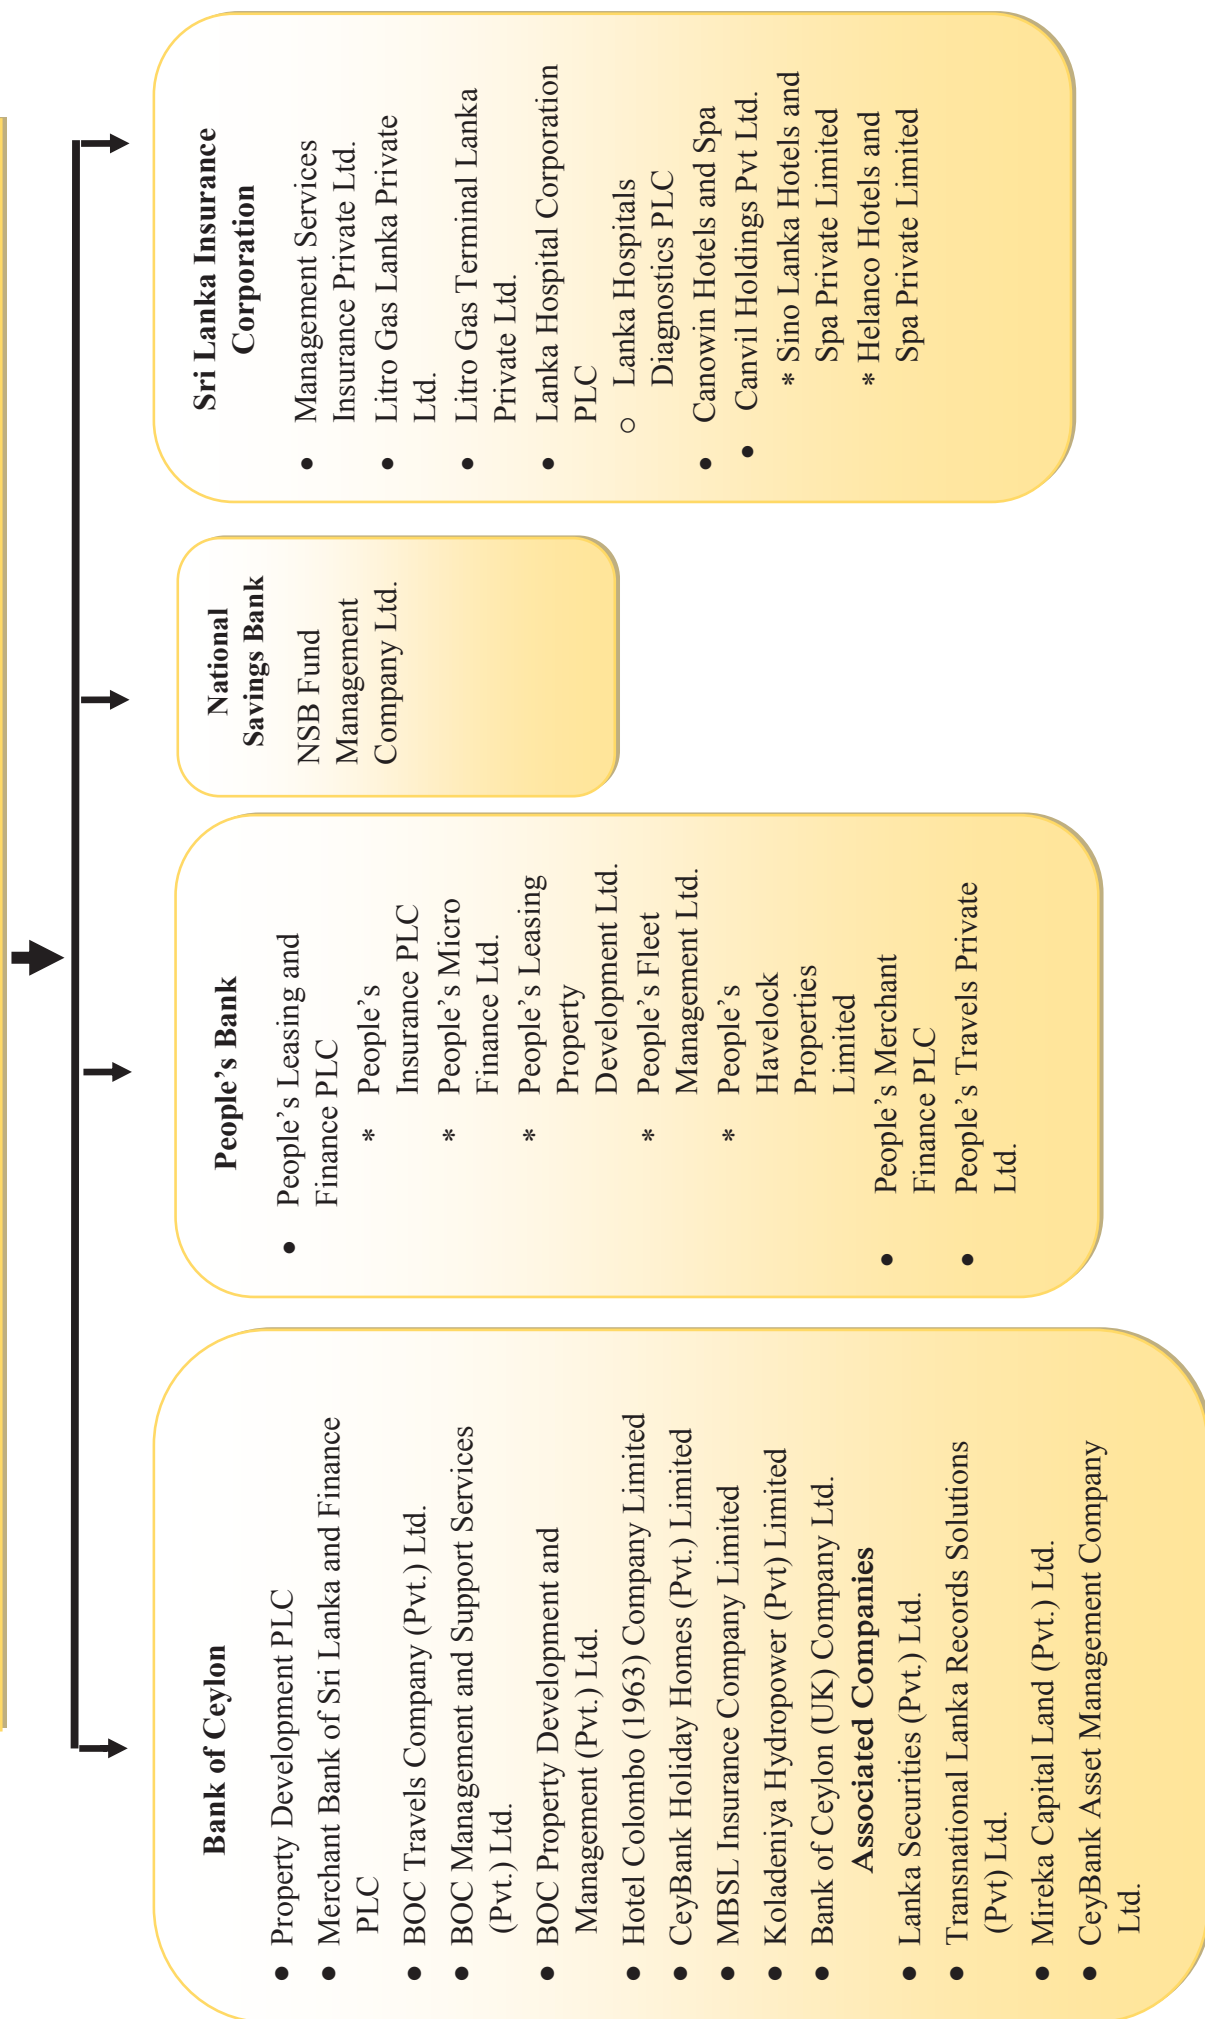 Bank of Ceylon
● Property Development PLC
● Merchant Bank of Sri Lanka and Finance
PLC
● BOC Travels Company (Pvt.) Ltd.
● BOC Management and Support Services
(Pvt.) Ltd.
● BOC Property Development and
Management (Pvt.) Ltd.
● Hotel Colombo (1963) Company Limited
● CeyBank Holiday Homes (Pvt.) Limited
● MBSL Insurance Company Limited
● Koladeniya Hydropower (Pvt) Limited
● Bank of Ceylon (UK) Company Ltd.
Associated Companies
● Lanka Securities (Pvt.) Ltd.
● Transnational Lanka Records Solutions
(Pvt) Ltd.
● Mireka Capital Land (Pvt.) Ltd.
● CeyBank Asset Management Company
Ltd.
People's Bank
● People's Leasing and
Finance PLC
* People's
Insurance PLC
* People's Micro
Finance Ltd.
* People's Leasing
Property
Development Ltd.
* People's Fleet
Management Ltd.
* People's
Havelock
Properties
Limited
● People's Merchant
Finance PLC
● People's Travels Private
Ltd.
National
Savings Bank
NSB Fund
Management
Company Ltd.
Sri Lanka Insurance
Corporation
● Management Services
Insurance Private Ltd.
● Litro Gas Lanka Private
Ltd.
● Litro Gas Terminal Lanka
Private Ltd.
● Lanka Hospital Corporation
PLC
○ Lanka Hospitals
Diagnostics PLC
● Canowin Hotels and Spa
● Canvil Holdings Pvt Ltd.
* Sino Lanka Hotels and
Spa Private Limited
* Helanco Hotels and
Spa Private Limited